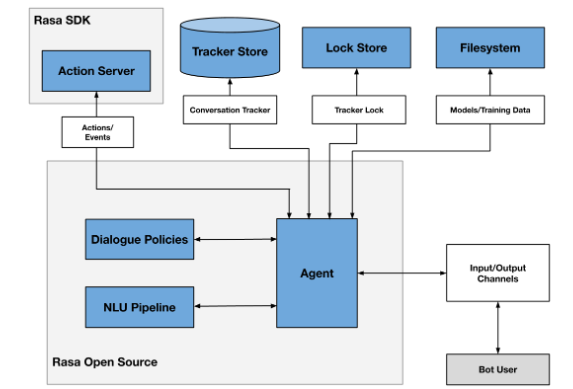 Rasa SDK
Action Server
Tracker Store
Lock Store
Filesystem
Actions/
Events
Conversation Tracker
Tracker Lock
Models/Training Data
Dialogue Policies
NLU Pipeline
Agent
Input/Output
Channels
Rasa Open Source
Bot User